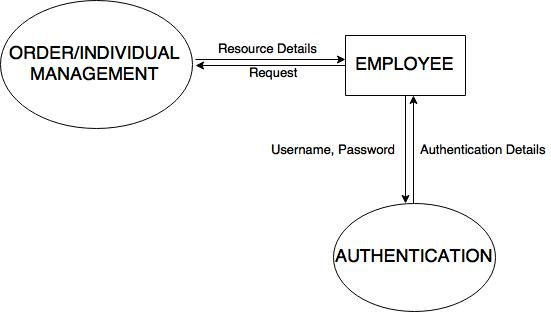 ORDER/INDIVIDUAL
MANAGEMENT
Resource Details
Request
EMPLOYEE
Username, Password
Authentication Details
AUTHENTICATION